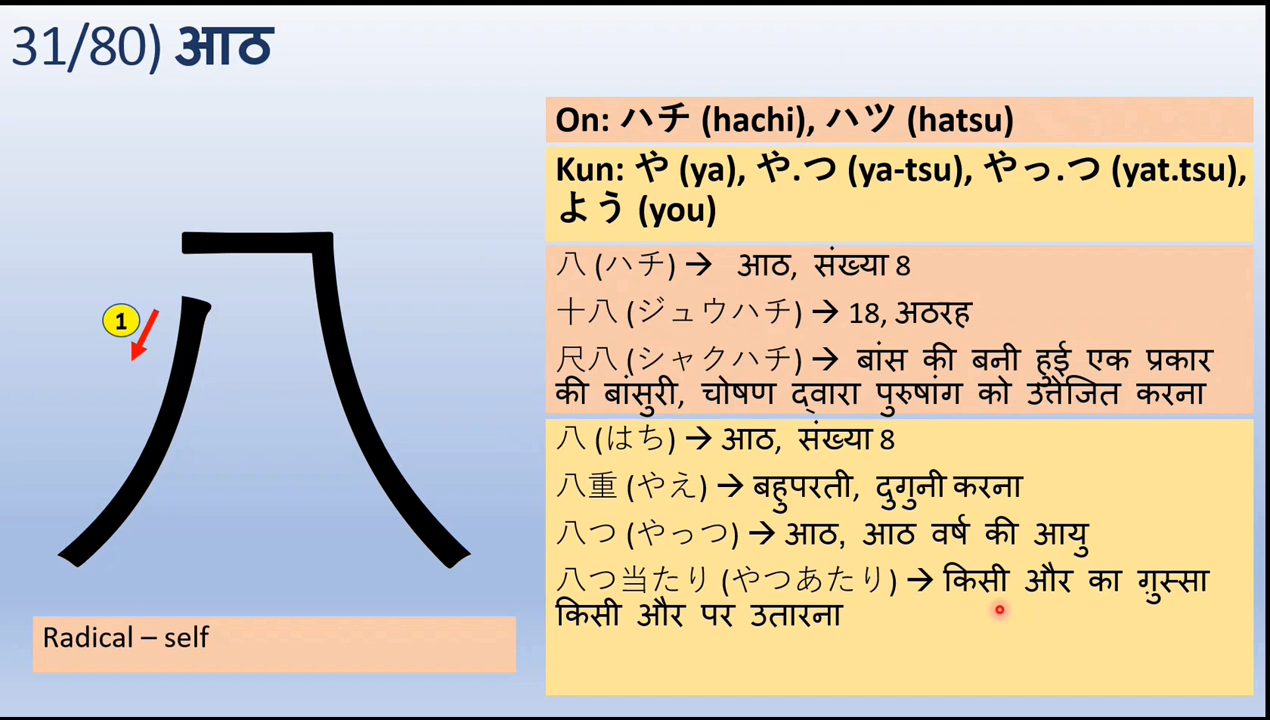 31/80) आठ
On: ハチ (hachi), ハツ (hatsu)
Kun: や (ya), や.つ (ya-tsu), やっ.つ (yat.tsu),
よう (you)
八 (ハチ) → आठ, संख्या 8
十八 (ジュウハチ) → 18, अठरह
尺八 (シャクハチ) → बांस की बनी हुई एक प्रकार
की बांसुरी, चोषण द्वारा पुरुषांग को उत्तेजित करना
八 (はち) → आठ, संख्या 8
八重 (やえ) → बहुपरती, दुगुनी करना
八つ (やっつ) → आठ, आठ वर्ष की आयु
八つ当たり (やつあたり) → किसी और का ग़ुस्सा
किसी और पर उतारना
八
1
Radical – self